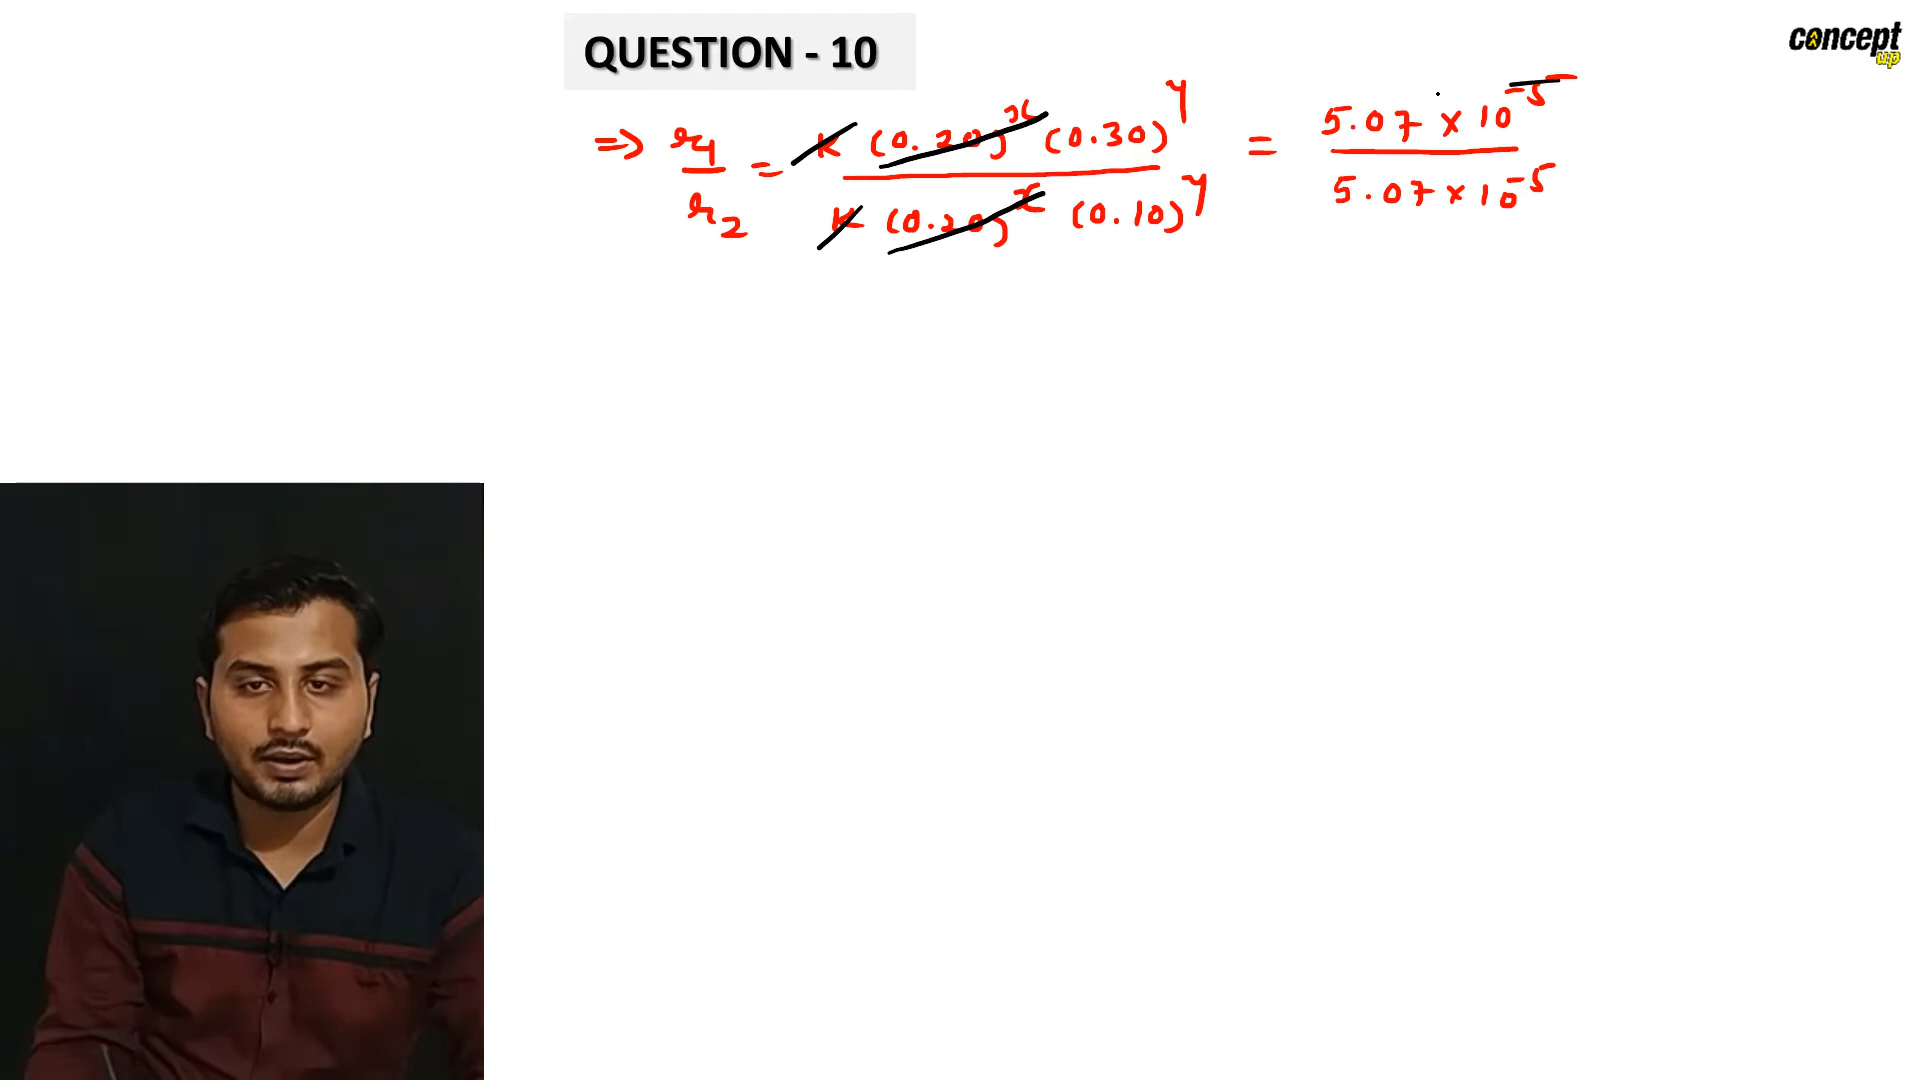 QUESTION - 10
concept
up
=> r1/r2 = K (0.20)^x (0.30)^y / K (0.20)^x (0.10)^y = 5.07 × 10^-5 / 5.07 × 10^-5